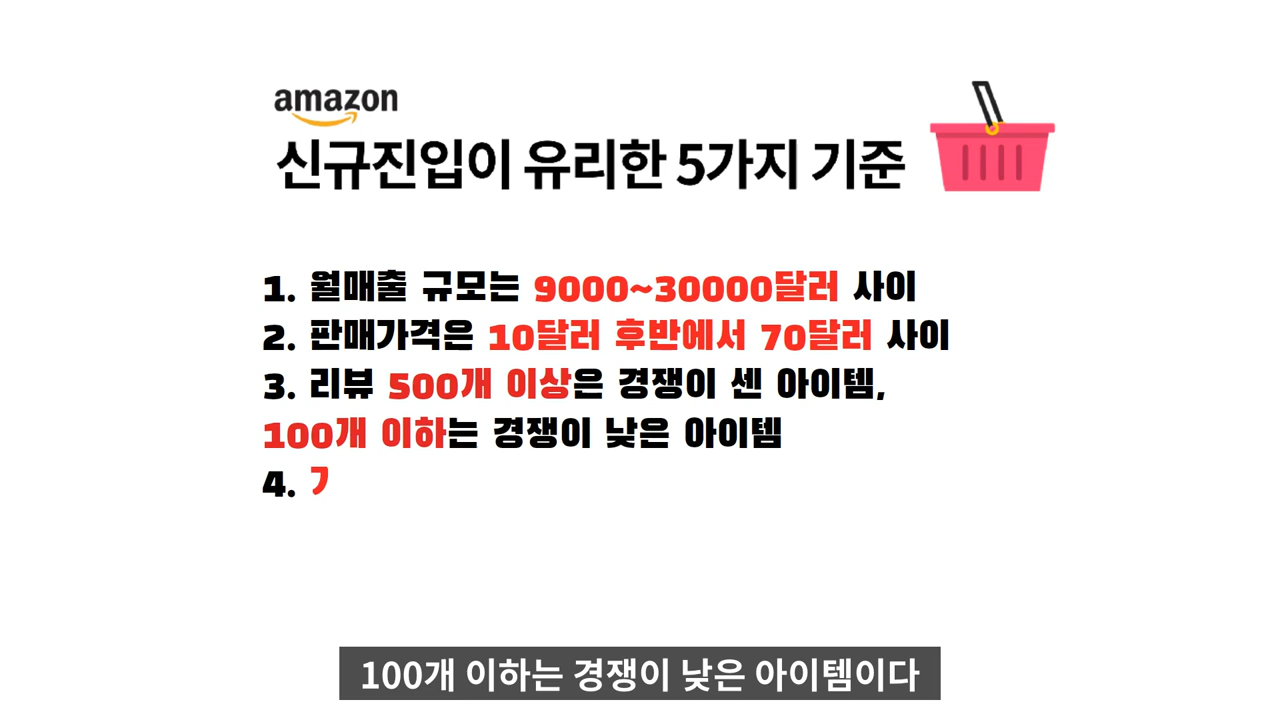 amazon
신규진입이 유리한 5가지 기준
1. 월매출 규모는 9000~30000달러 사이
2. 판매가격은 10달러 후반에서 70달러 사이
3. 리뷰 500개 이상은 경쟁이 센 아이템,
100개 이하는 경쟁이 낮은 아이템
4. ㄱ
100개 이하는 경쟁이 낮은 아이템이다